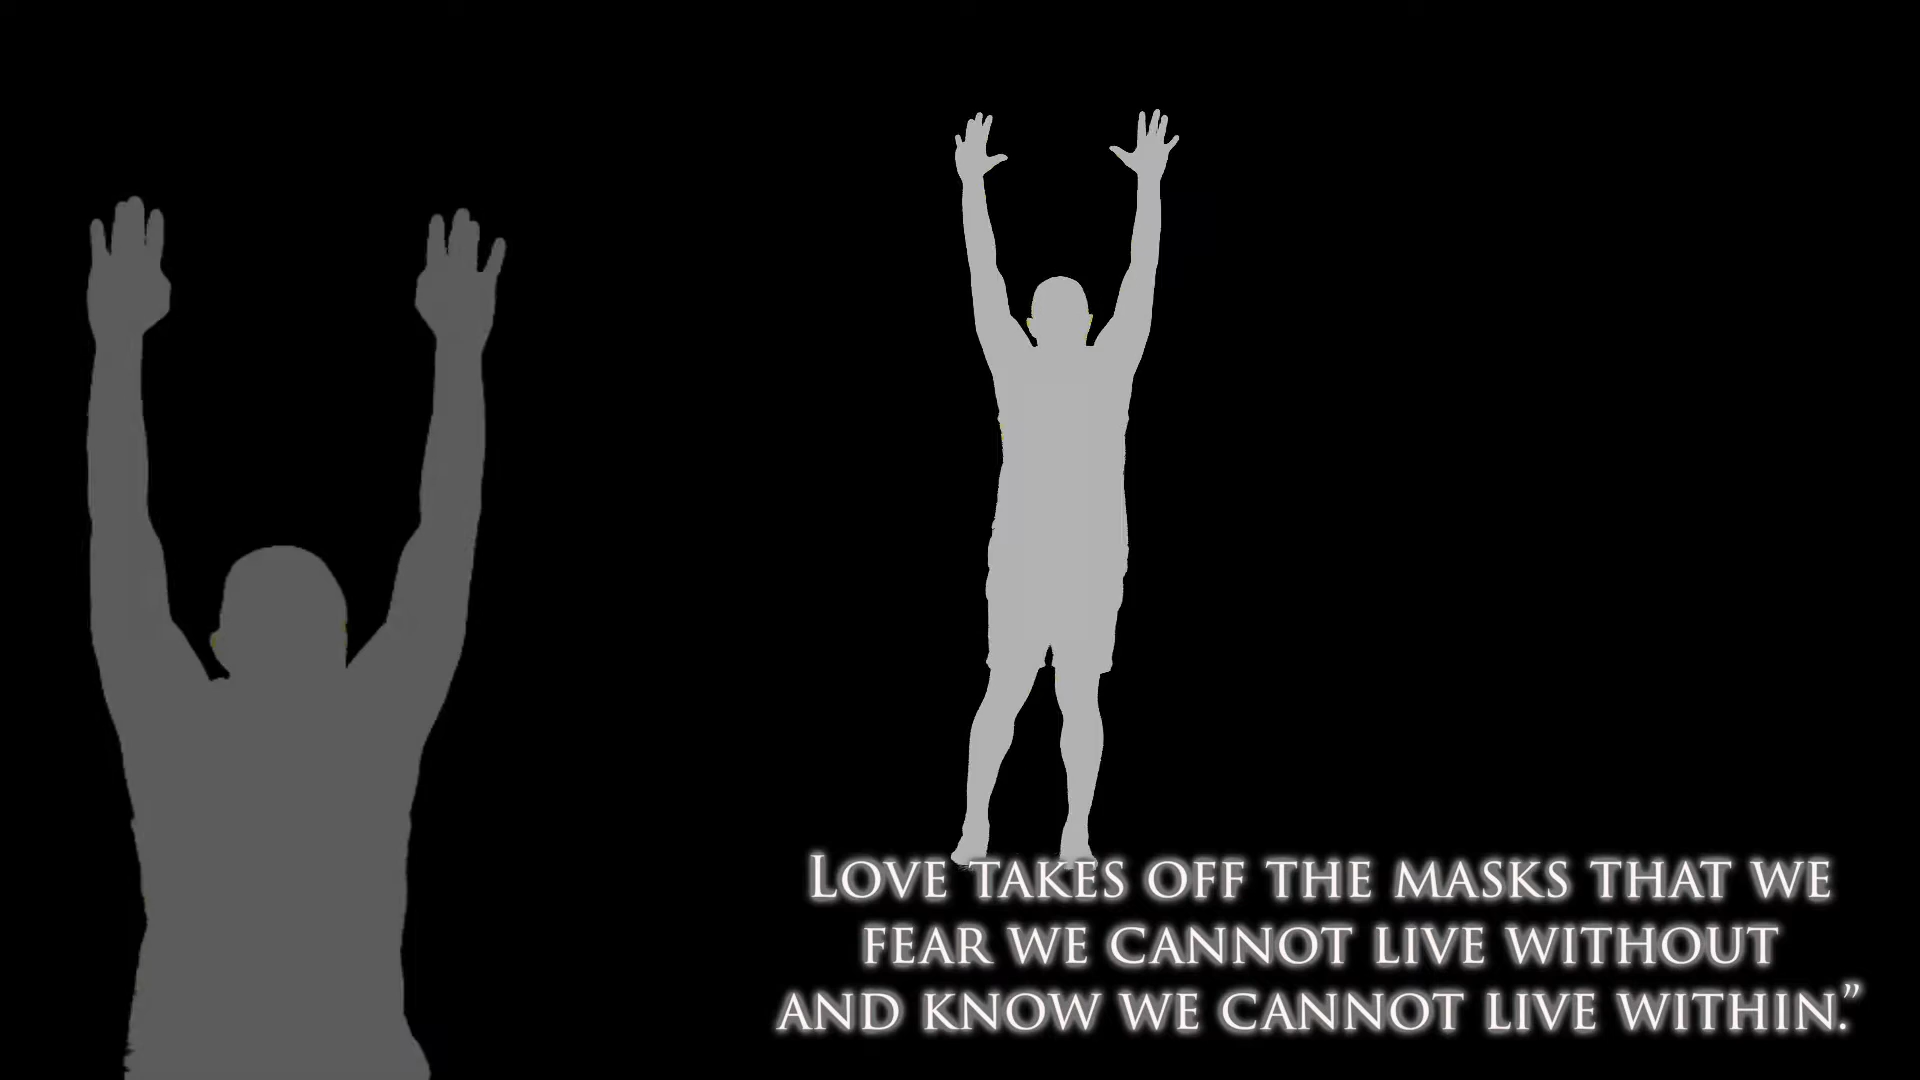 Love takes off the masks that we
fear we cannot live without
and know we cannot live within.”